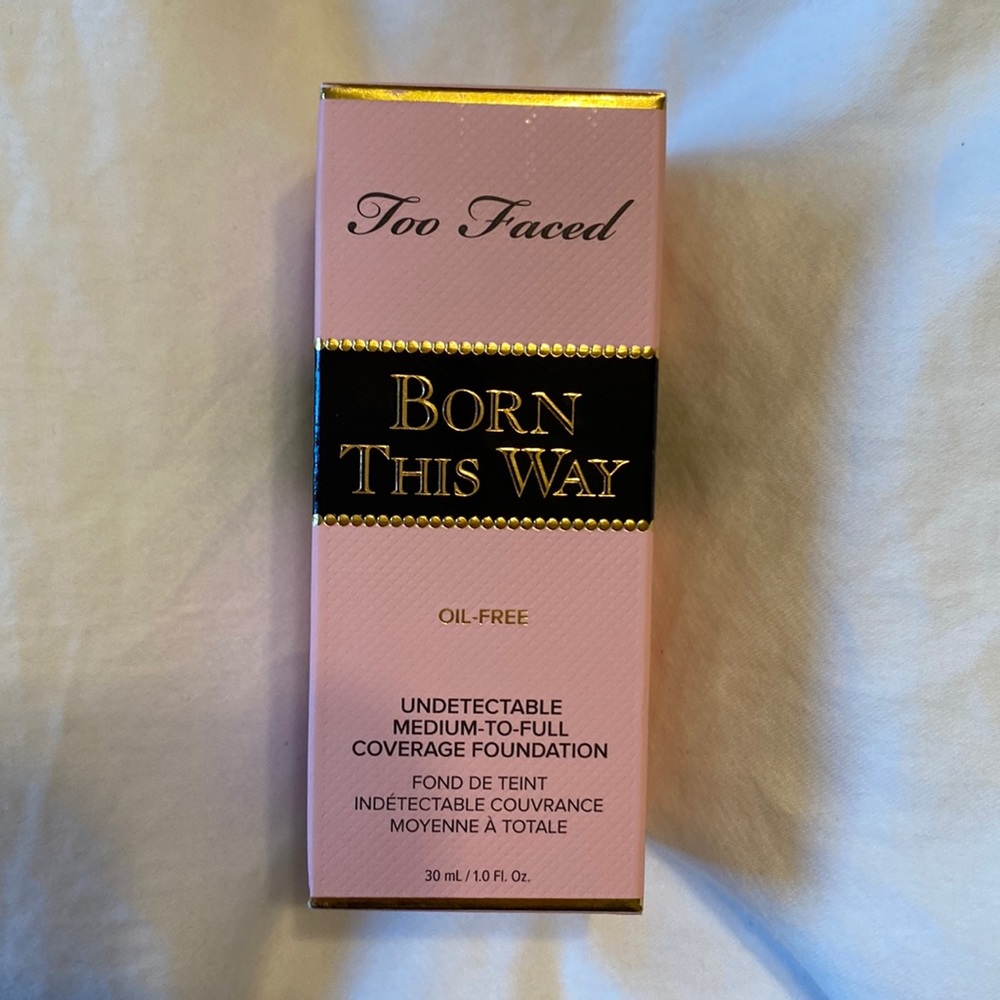 Too Faced
BORN
THIS WAY
OIL-FREE
UNDETECTABLE
MEDIUM-TO-FULL
COVERAGE FOUNDATION
FOND DE TEINT
INDÉTECTABLE COUVRANCE
MOYENNE À TOTALE
30 mL / 1.0 Fl. Oz.